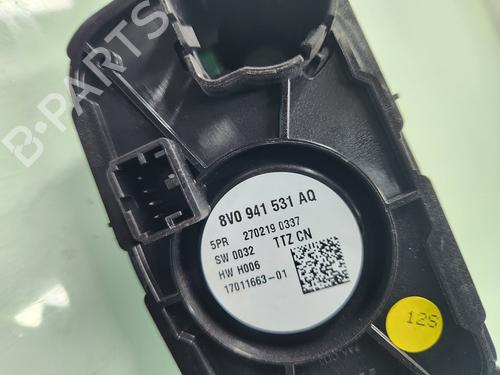 B-PARTS
8V0 941 531 AQ
5PR 270219 0337
SW 0032 TTZ CN
HW H006
17011663-01
12S